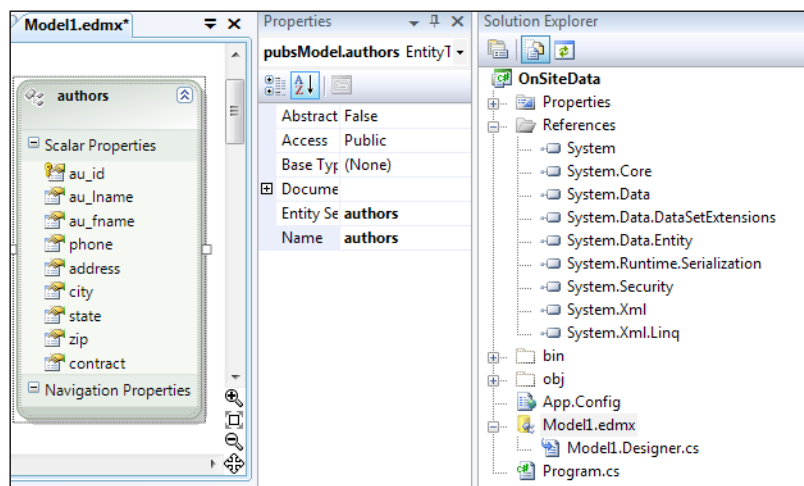 Model1.edmx*
authors
Scalar Properties
au_id
au_lname
au_fname
phone
address
city
state
zip
contract
Navigation Properties
Properties
pubsModel.authors EntityT
Abstract False
Access Public
Base Typ (None)
Docume
Entity Se authors
Name authors
Solution Explorer
OnSiteData
Properties
References
System
System.Core
System.Data
System.Data.DataSetExtensions
System.Data.Entity
System.Runtime.Serialization
System.Security
System.Xml
System.Xml.Linq
bin
obj
App.Config
Model1.edmx
Model1.Designer.cs
Program.cs